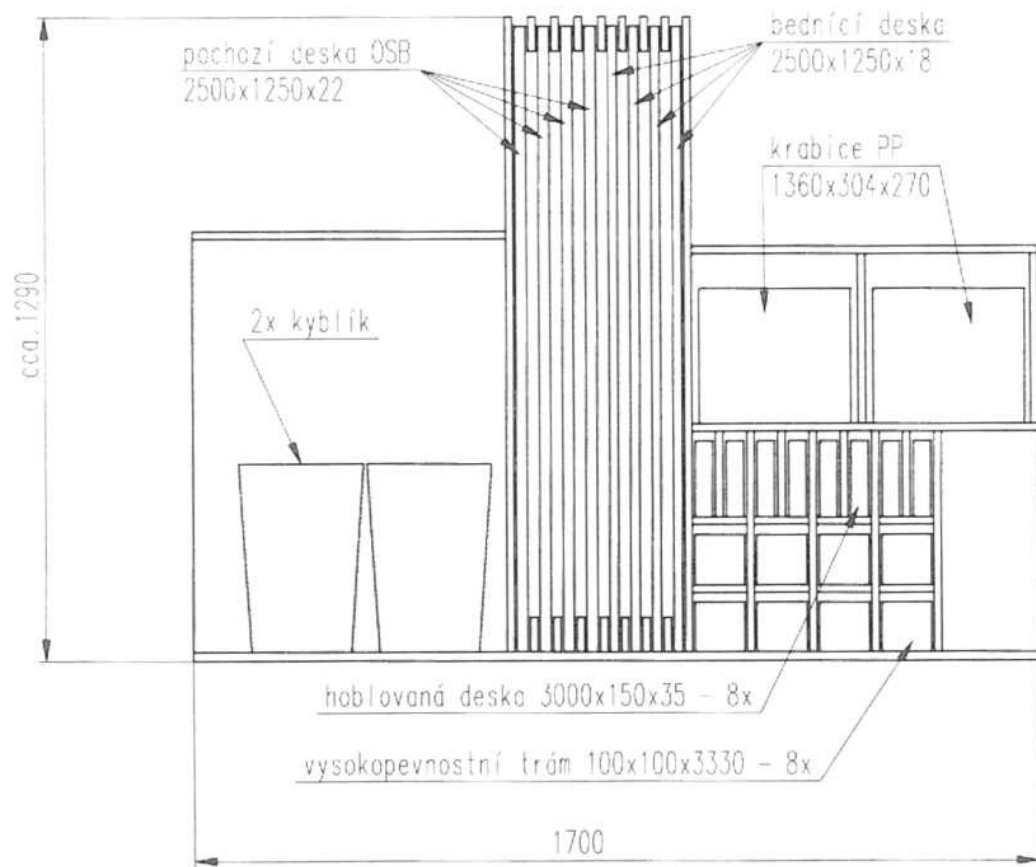 pochozí deska OSB
2500x1250x22
bednící deska
2500x1250x18
krabice PP
1360x304x270
cca.1290
2x kyblík
hoblovaná deska 3000x150x35 - 8x
vysokopevnostní trám 100x100x3330 - 8x
1700